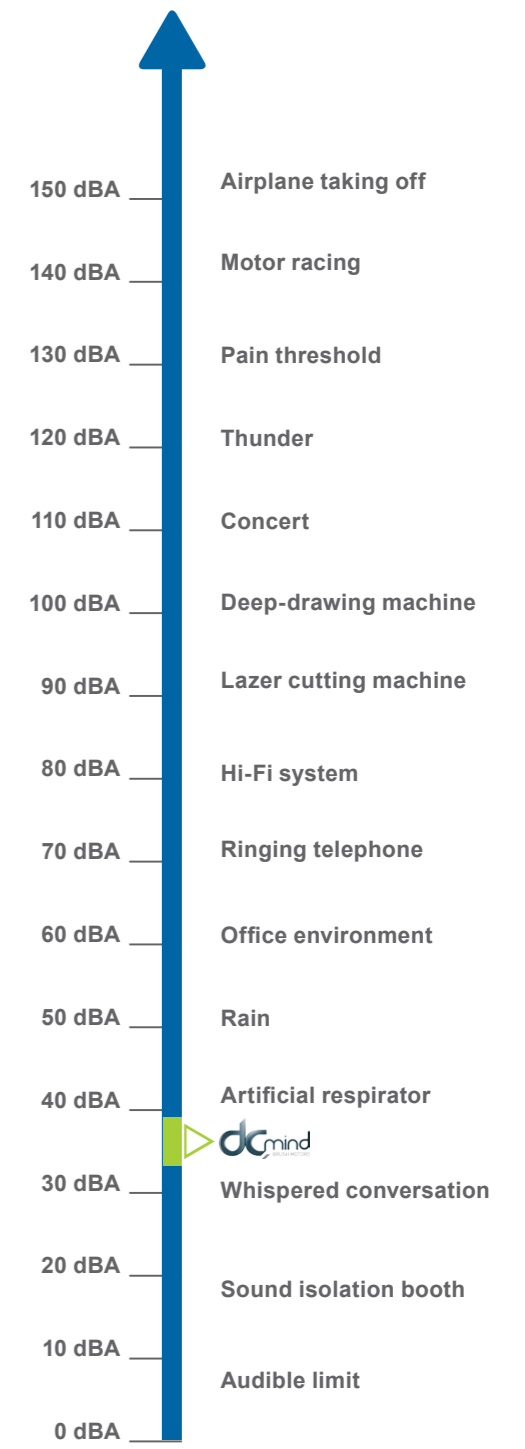 150 dBA Airplane taking off
140 dBA Motor racing
130 dBA Pain threshold
120 dBA Thunder
110 dBA Concert
100 dBA Deep-drawing machine
90 dBA Lazer cutting machine
80 dBA Hi-Fi system
70 dBA Ringing telephone
60 dBA Office environment
50 dBA Rain
40 dBA Artificial respirator
dcmind
BRUSH MOTORS
30 dBA Whispered conversation
20 dBA Sound isolation booth
10 dBA Audible limit
0 dBA